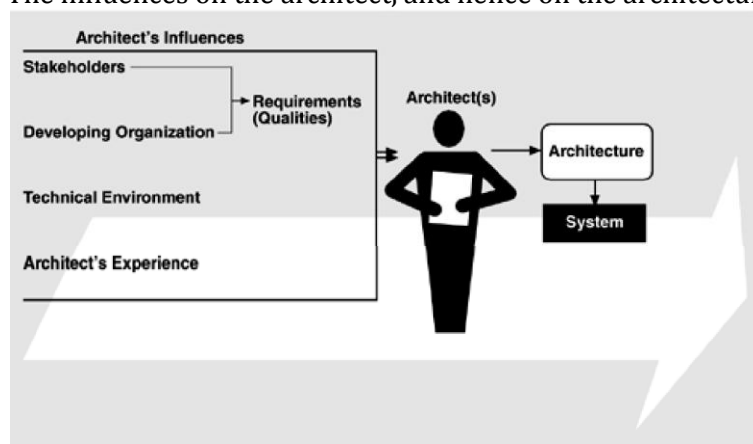 The influences on the architect, and hence on the
Architect's Influences
Stakeholders
Requirements
(Qualities)
Developing Organization
Technical Environment
Architect's Experience
Architect(s)
Architecture
System